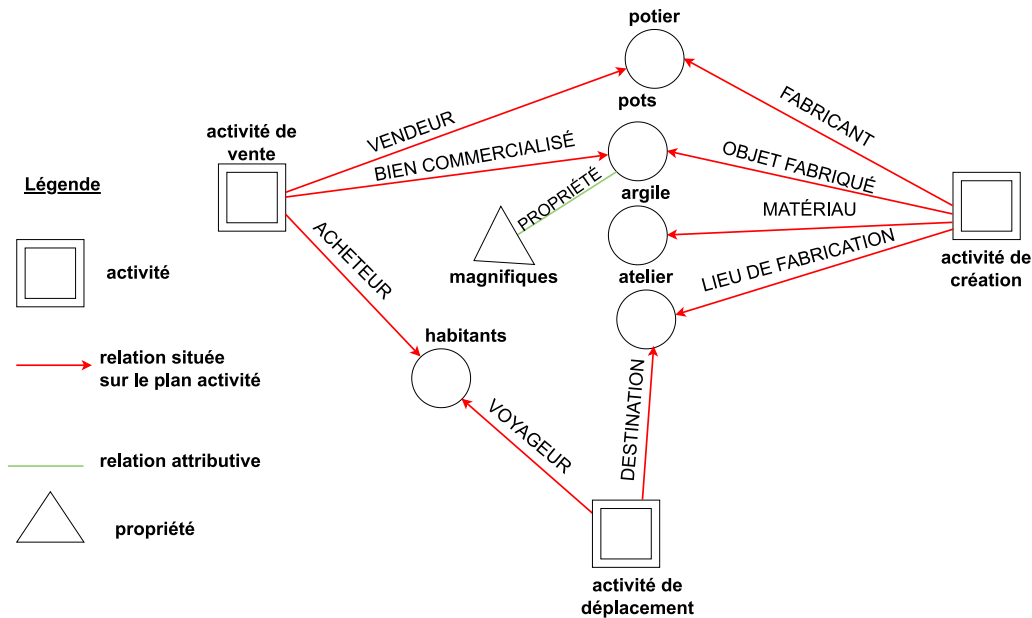 potier
pots
activité de
vente
VENDEUR
FABRICANT
BIEN COMMERCIALISÉ
OBJET FABRIQUÉ
PROPRIÉTÉ
argile
MATÉRIAU
Légende
activité
ACHETEUR
magnifiques
atelier
LIEU DE FABRICATION
activité de
création
habitants
relation située
sur le plan activité
VOYAGEUR
DESTINATION
relation attributive
propriété
activité de
déplacement